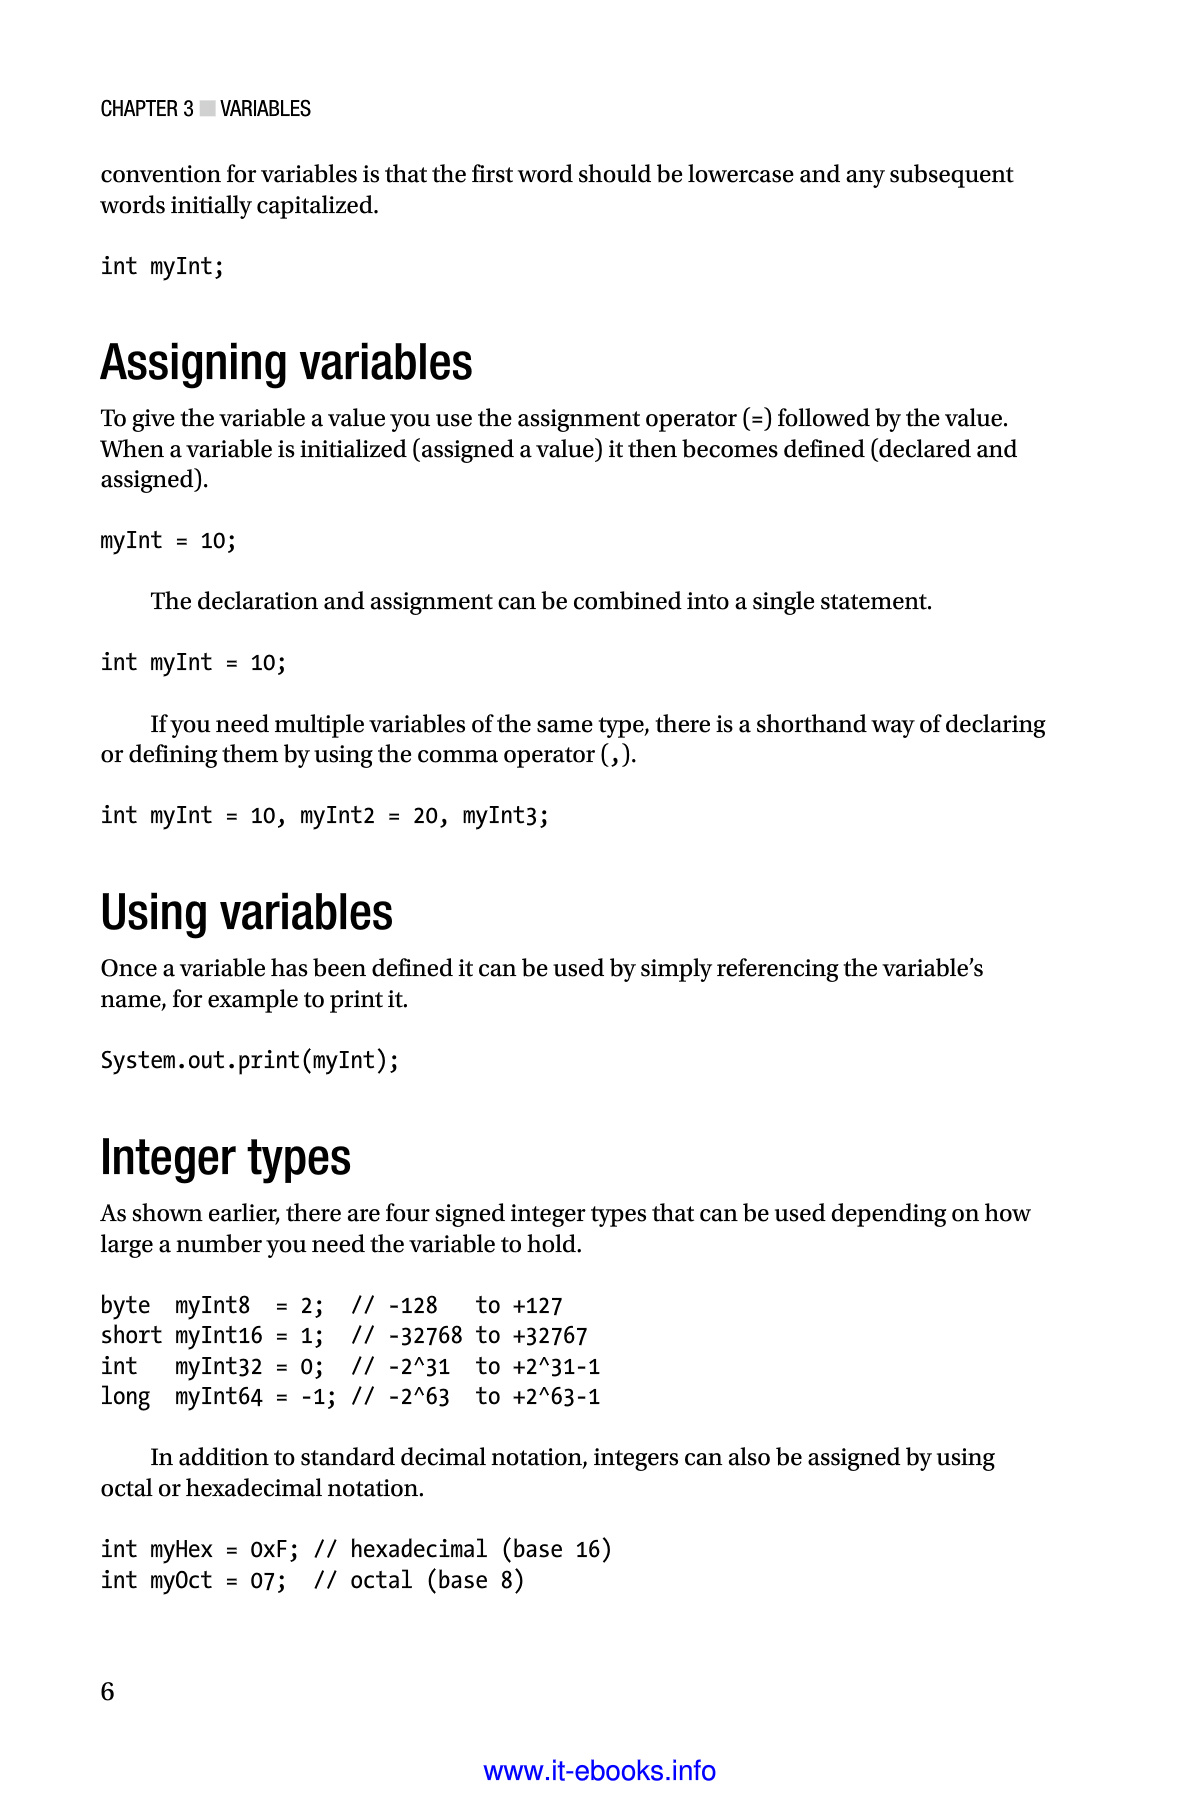 CHAPTER 3 ■ VARIABLES
convention for variables is that the first word should be lowercase and any subsequent
words initially capitalized.
int myInt;
Assigning variables
To give the variable a value you use the assignment operator (=) followed by the value.
When a variable is initialized (assigned a value) it then becomes defined (declared and
assigned).
myInt = 10;
The declaration and assignment can be combined into a single statement.
int myInt = 10;
If you need multiple variables of the same type, there is a shorthand way of declaring
or defining them by using the comma operator (,).
int myInt = 10, myInt2 = 20, myInt3;
Using variables
Once a variable has been defined it can be used by simply referencing the variable’s
name, for example to print it.
System.out.print(myInt);
Integer types
As shown earlier, there are four signed integer types that can be used depending on how
large a number you need the variable to hold.
byte  myInt8  = 2;  // -128   to +127
short myInt16 = 1;  // -32768 to +32767
int   myInt32 = 0;  // -2^31  to +2^31-1
long  myInt64 = -1; // -2^63  to +2^63-1
In addition to standard decimal notation, integers can also be assigned by using
octal or hexadecimal notation.
int myHex = 0xF; // hexadecimal (base 16)
int myOct = 07;  // octal (base 8)
6
www.it-ebooks.info